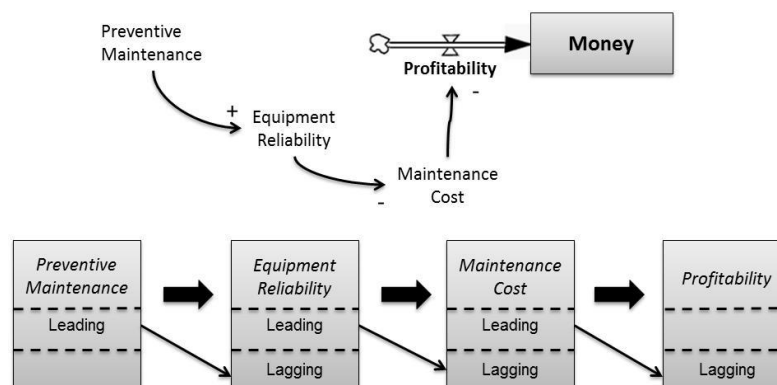 Preventive
Maintenance
Profitability
Money
+
Equipment
Reliability
-
-
Maintenance
Cost
Preventive
Maintenance
Leading
Equipment
Reliability
Leading
Lagging
Maintenance
Cost
Leading
Lagging
Profitability
Lagging